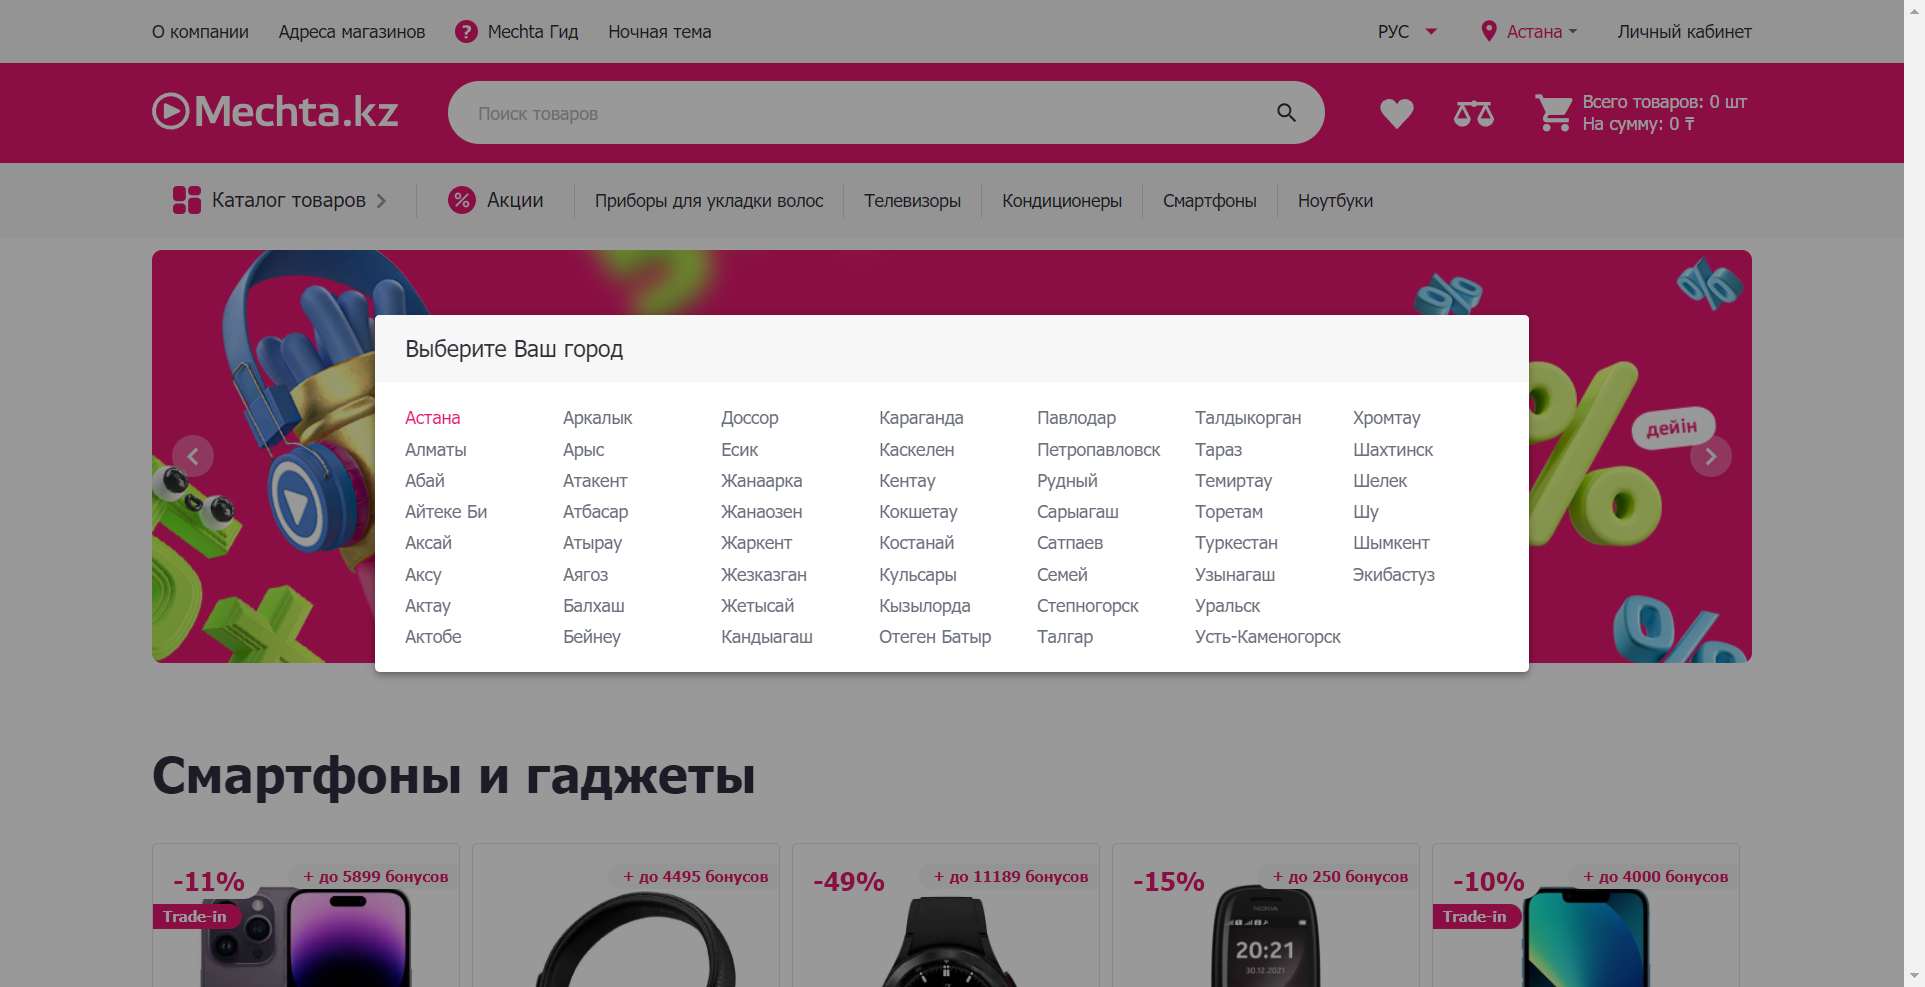 О компании Адреса магазинов ? Mechta Гид Ночная тема РУС Астана Личный кабинет
Mechta.kz Поиск товаров Всего товаров: 0 шт
На сумму: 0 ₸
Каталог товаров % Акции Приборы для укладки волос Телевизоры Кондиционеры Смартфоны Ноутбуки
Выберите Ваш город
дейін
Астана Аркалык Доссор Караганда Павлодар Талдыкорган Хромтау
Алматы Арыс Есик Каскелен Петропавловск Тараз Шахтинск
Абай Атакент Жанаарка Кентау Рудный Темиртау Шелек
Айтеке Би Атбасар Жанаозен Кокшетау Сарыагаш Торетам Шу
Аксай Атырау Жаркент Костанай Сатпаев Туркестан Шымкент
Аксу Аягоз Жезказган Кульсары Семей Узынагаш Экибастуз
Актау Балхаш Жетысай Кызылорда Степногорск Уральск
Актобе Бейнеу Кандыагаш Отеген Батыр Талгар Усть-Каменогорск
Смартфоны и гаджеты
-11% + до 5899 бонусов + до 4495 бонусов -49% + до 11189 бонусов -15% + до 250 бонусов -10% + до 4000 бонусов
Trade-in Trade-in
NOKIA
20:21
30.12.2021